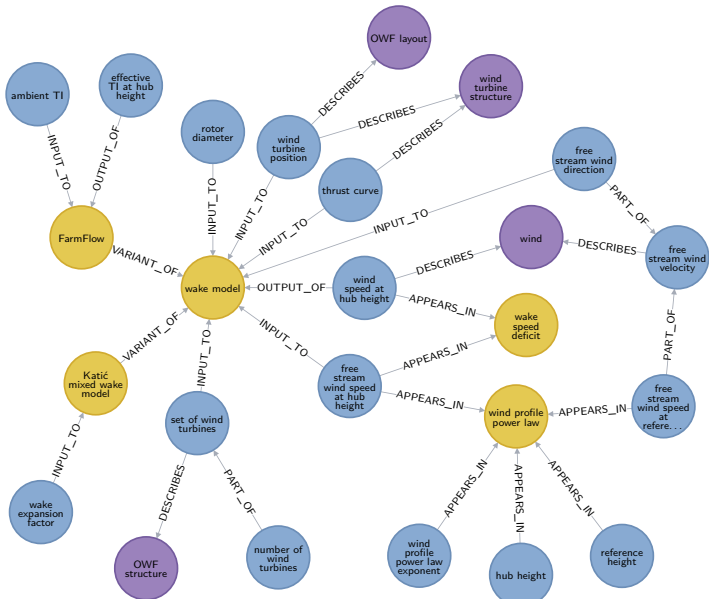 OWF layout
wind
turbine
structure
ambient TI
effective
TI at hub
height
rotor
diameter
wind
turbine
position
DESCRIBES
DESCRIBES
DESCRIBES
thrust curve
free
stream wind
direction
INPUT_TO
OUTPUT_OF
INPUT_TO
INPUT_TO
INPUT_TO
INPUT_TO
PART_OF
FarmFlow
VARIANT_OF
wake model
OUTPUT_OF
wind
speed at
hub height
DESCRIBES
wind
DESCRIBES
free
stream wind
velocity
APPEARS_IN
wake
speed
deficit
VARIANT_OF
INPUT_TO
INPUT_TO
APPEARS_IN
PART_OF
Katić
mixed wake
model
free
stream
wind speed
at hub
height
APPEARS_IN
wind profile
power law
APPEARS_IN
free
stream
wind speed
at
refere...
set of wind
turbines
INPUT_TO
DESCRIBES
PART_OF
APPEARS_IN
APPEARS_IN
APPEARS_IN
wake
expansion
factor
OWF
structure
number of
wind
turbines
wind
profile
power law
exponent
hub height
reference
height